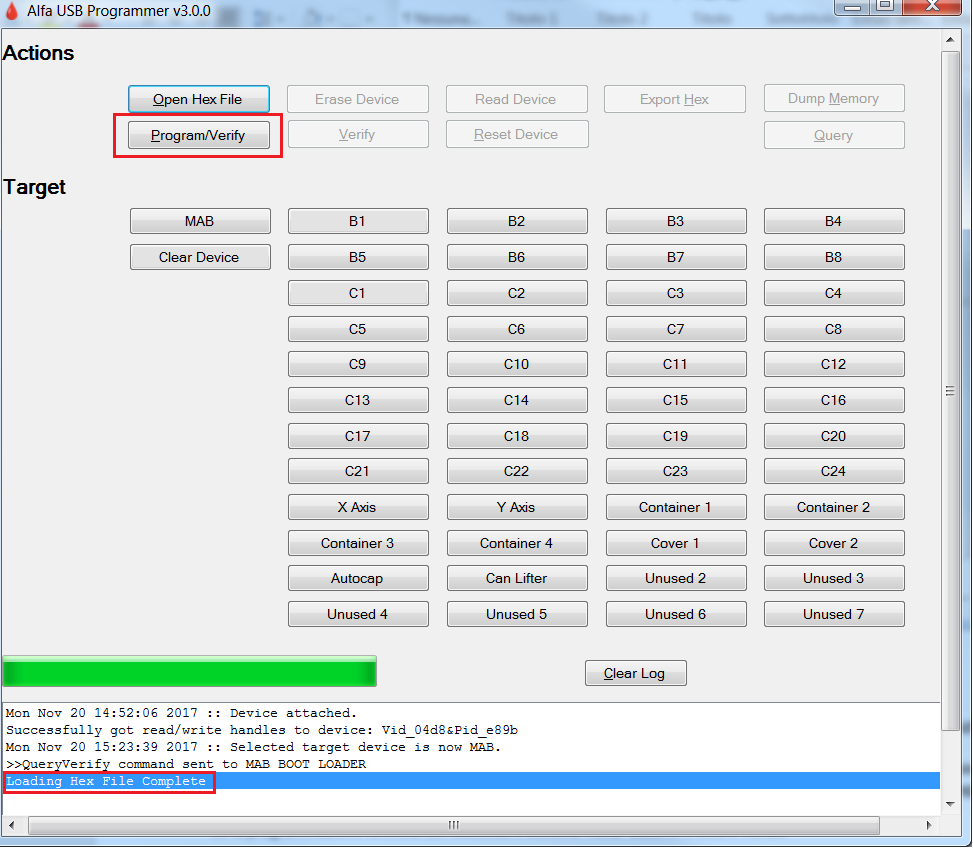 Alfa USB Programmer v3.0.0
Actions
Open Hex File Erase Device Read Device Export Hex Dump Memory
Program/Verify Verify Reset Device Query
Target
MAB B1 B2 B3 B4
Clear Device B5 B6 B7 B8
C1 C2 C3 C4
C5 C6 C7 C8
C9 C10 C11 C12
C13 C14 C15 C16
C17 C18 C19 C20
C21 C22 C23 C24
X Axis Y Axis Container 1 Container 2
Container 3 Container 4 Cover 1 Cover 2
Autocap Can Lifter Unused 2 Unused 3
Unused 4 Unused 5 Unused 6 Unused 7
Clear Log
Mon Nov 20 14:52:06 2017 :: Device attached.
Successfully got read/write handles to device: Vid_04d8&Pid_e89b
Mon Nov 20 15:23:39 2017 :: Selected target device is now MAB.
>>QueryVerify command sent to MAB BOOT LOADER
Loading Hex File Complete